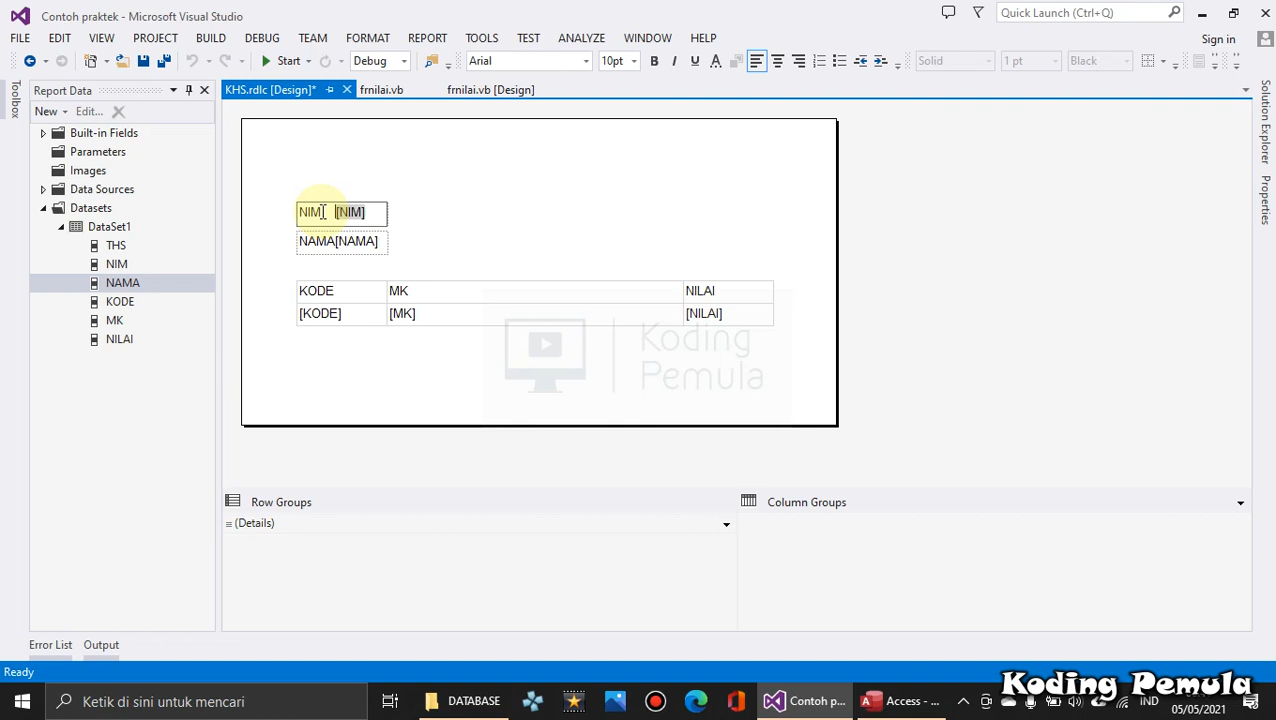 Contoh praktek - Microsoft Visual Studio
Quick Launch (Ctrl+Q)
FILE EDIT VIEW PROJECT BUILD DEBUG TEAM FORMAT REPORT TOOLS TEST ANALYZE WINDOW HELP
Sign in
Start Debug Arial 10pt B I U A Solid 1 pt Black
Toolbox
Report Data
KHS.rdlc [Design]* frnilai.vb frnilai.vb [Design]
New Edit...
Built-in Fields
Parameters
Images
Data Sources
Datasets
DataSet1
THS
NIM
NAMA
KODE
MK
NILAI
NIM [NIM]
NAMA[NAMA]
KODE MK NILAI
[KODE] [MK] [NILAI]
Koding
Pemula
Solution Explorer
Properties
Row Groups
Column Groups
(Details)
Error List Output
Ready
Koding Pemula
Ketik di sini untuk mencari
DATABASE
Contoh p...
Access - ...
IND
05/05/2021